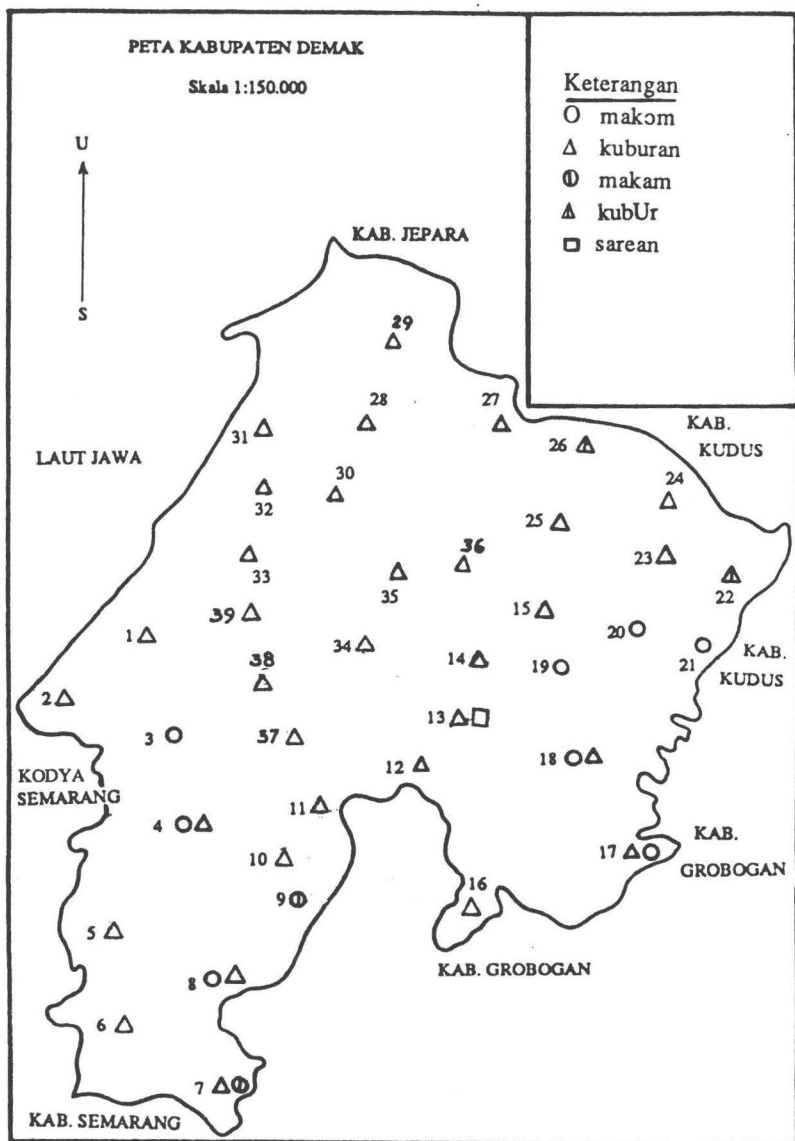 PETA KABUPATEN DEMAK
Skala 1:150.000
U
S
Keterangan
makɔm
kuburan
makam
kubUr
sarean
KAB. JEPARA
29
28
27
KAB.
KUDUS
31
26
LAUT JAWA
30
24
32
25
36
23
33
35
22
39
15
1
20
34
14
19
21
KAB.
KUDUS
38
2
13
3
37
12
18
KODYA
SEMARANG
11
4
KAB.
GROBOGAN
10
17
9
16
5
KAB. GROBOGAN
8
6
7
KAB. SEMARANG